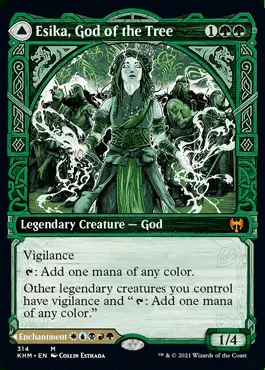 Esika, God of the Tree 1
Legendary Creature — God
Vigilance
: Add one mana of any color.
Other legendary creatures you
control have vigilance and “ : Add one
mana of any color.”
Enchantment
1/4
314 M
KHM • EN Collin Estrada
™ & © 2021 Wizards of the Coast